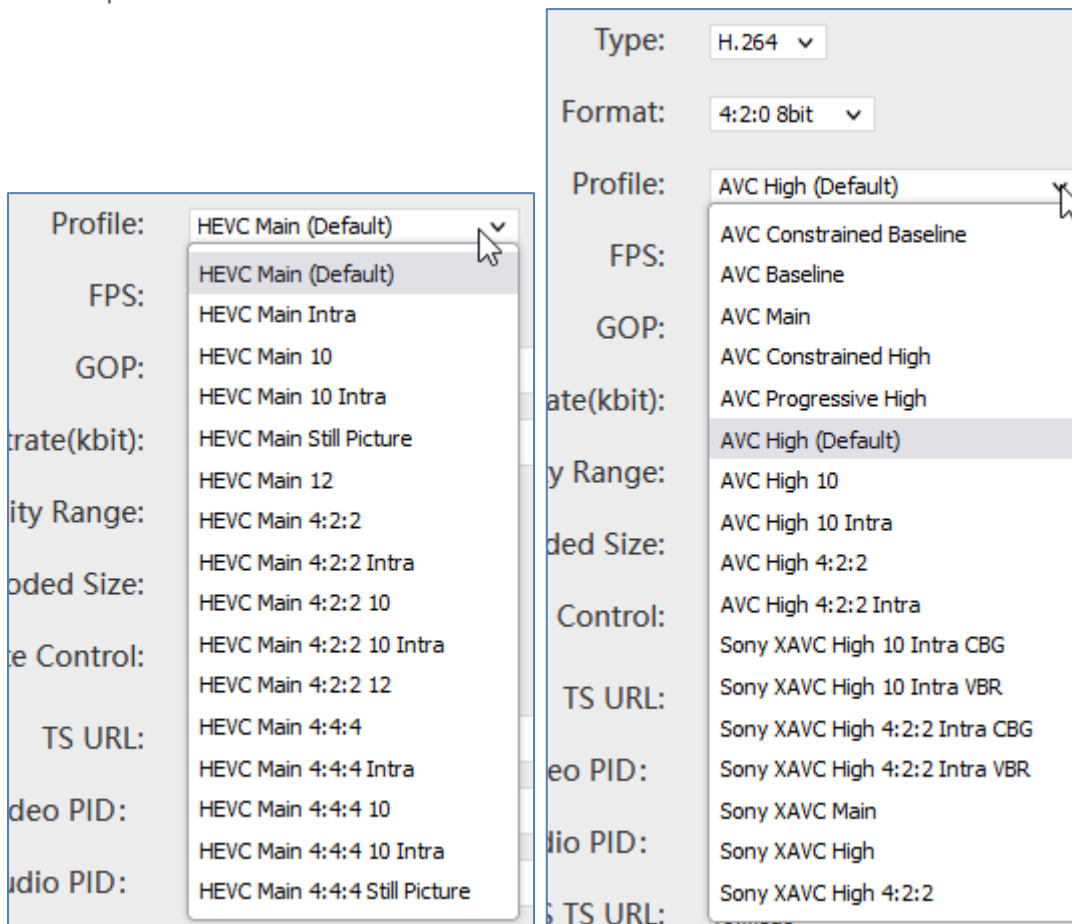 Profile:
HEVC Main (Default)
HEVC Main (Default)
HEVC Main Intra
HEVC Main 10
HEVC Main 10 Intra
HEVC Main Still Picture
HEVC Main 12
HEVC Main 4:2:2
HEVC Main 4:2:2 Intra
HEVC Main 4:2:2 10
HEVC Main 4:2:2 10 Intra
HEVC Main 4:2:2 12
HEVC Main 4:4:4
HEVC Main 4:4:4 Intra
HEVC Main 4:4:4 10
HEVC Main 4:4:4 10 Intra
HEVC Main 4:4:4 Still Picture
FPS:
GOP:
trate(kbit):
ity Range:
oded Size:
te Control:
TS URL:
deo PID:
udio PID:
Type:
H.264
Format:
4:2:0 8bit
Profile:
AVC High (Default)
AVC Constrained Baseline
AVC Baseline
AVC Main
AVC Constrained High
AVC Progressive High
AVC High (Default)
AVC High 10
AVC High 10 Intra
AVC High 4:2:2
AVC High 4:2:2 Intra
Sony XAVC High 10 Intra CBG
Sony XAVC High 10 Intra VBR
Sony XAVC High 4:2:2 Intra CBG
Sony XAVC High 4:2:2 Intra VBR
Sony XAVC Main
Sony XAVC High
Sony XAVC High 4:2:2
FPS:
GOP:
ate(kbit):
y Range:
ded Size:
Control:
TS URL:
eo PID:
dio PID:
S TS URL: